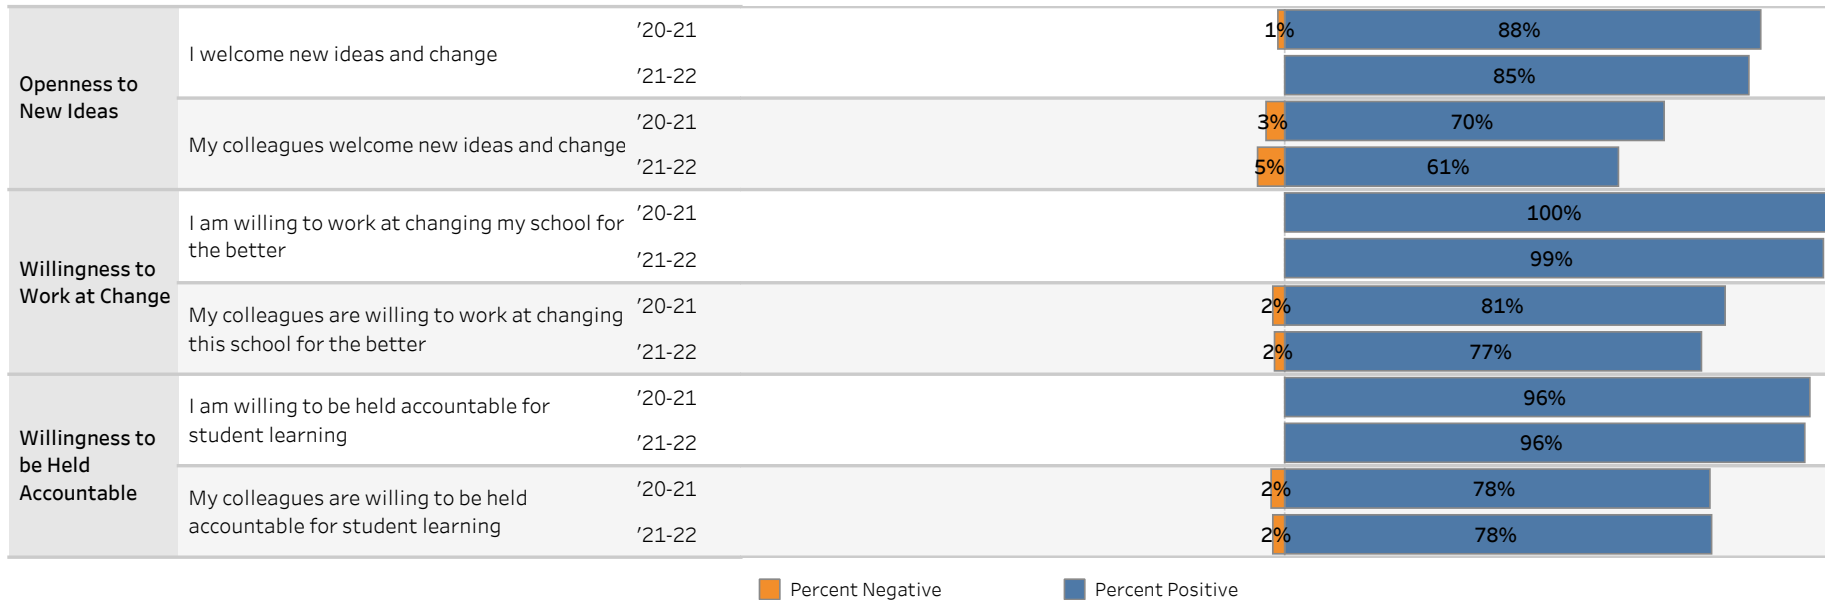 Openness to
New Ideas
I welcome new ideas and change
'20-21
1%
88%
'21-22
85%
My colleagues welcome new ideas and change
'20-21
3%
70%
'21-22
5%
61%
Willingness to
Work at Change
I am willing to work at changing my school for
the better
'20-21
100%
'21-22
99%
My colleagues are willing to work at changing
this school for the better
'20-21
2%
81%
'21-22
2%
77%
Willingness to
be Held
Accountable
I am willing to be held accountable for
student learning
'20-21
96%
'21-22
96%
My colleagues are willing to be held
accountable for student learning
'20-21
2%
78%
'21-22
2%
78%
Percent Negative
Percent Positive